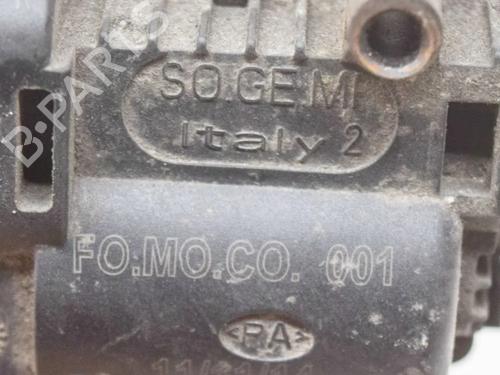 SO.GE.MI
Italy 2
FO.MO.CO. 001
<PA>
B-PARTS